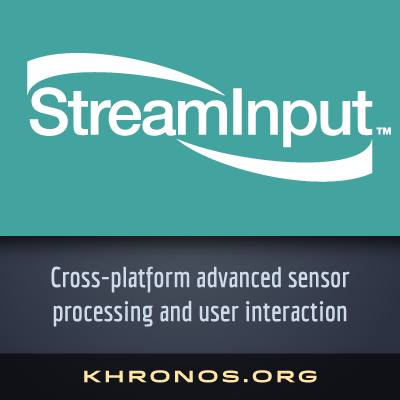 StreamInput™
Cross-platform advanced sensor
processing and user interaction
KHRONOS.ORG